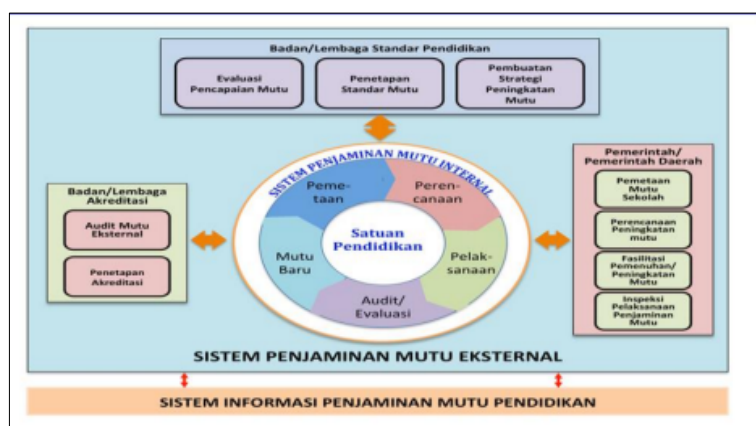 Badan/Lembaga Standar Pendidikan
Evaluasi
Pencapaian Mutu
Penetapan
Standar Mutu
Pembuatan
Strategi
Peningkatan
Mutu
SISTEM PENJAMINAN MUTU INTERNAL
Peme-
taan
Peren-
canaan
Satuan
Pendidikan
Mutu
Baru
Pelak-
sanaan
Audit/
Evaluasi
Badan/Lembaga
Akreditasi
Audit Mutu
Eksternal
Penetapan
Akreditasi
Pemerintah/
Pemerintah Daerah
Pemetaan
Mutu
Sekolah
Perencanaan
Peningkatan
mutu
Fasilitasi
Pemenuhan/
Peningkatan
Mutu
Inspeksi
Pelaksanaan
Penjaminan
Mutu
SISTEM PENJAMINAN MUTU EKSTERNAL
SISTEM INFORMASI PENJAMINAN MUTU PENDIDIKAN